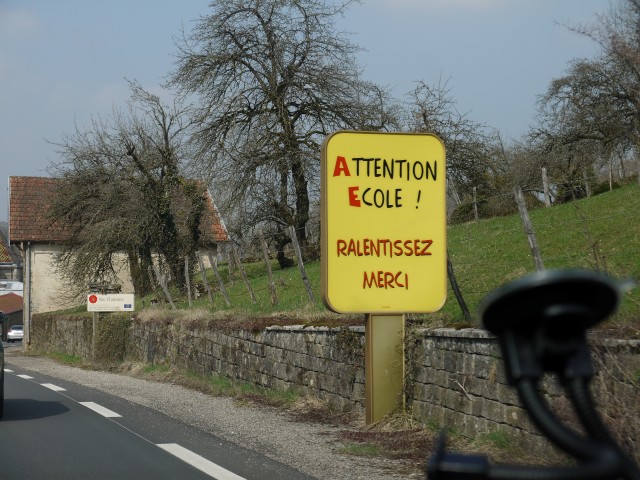 ATTENTION
ECOLE !
RALENTISSEZ
MERCI